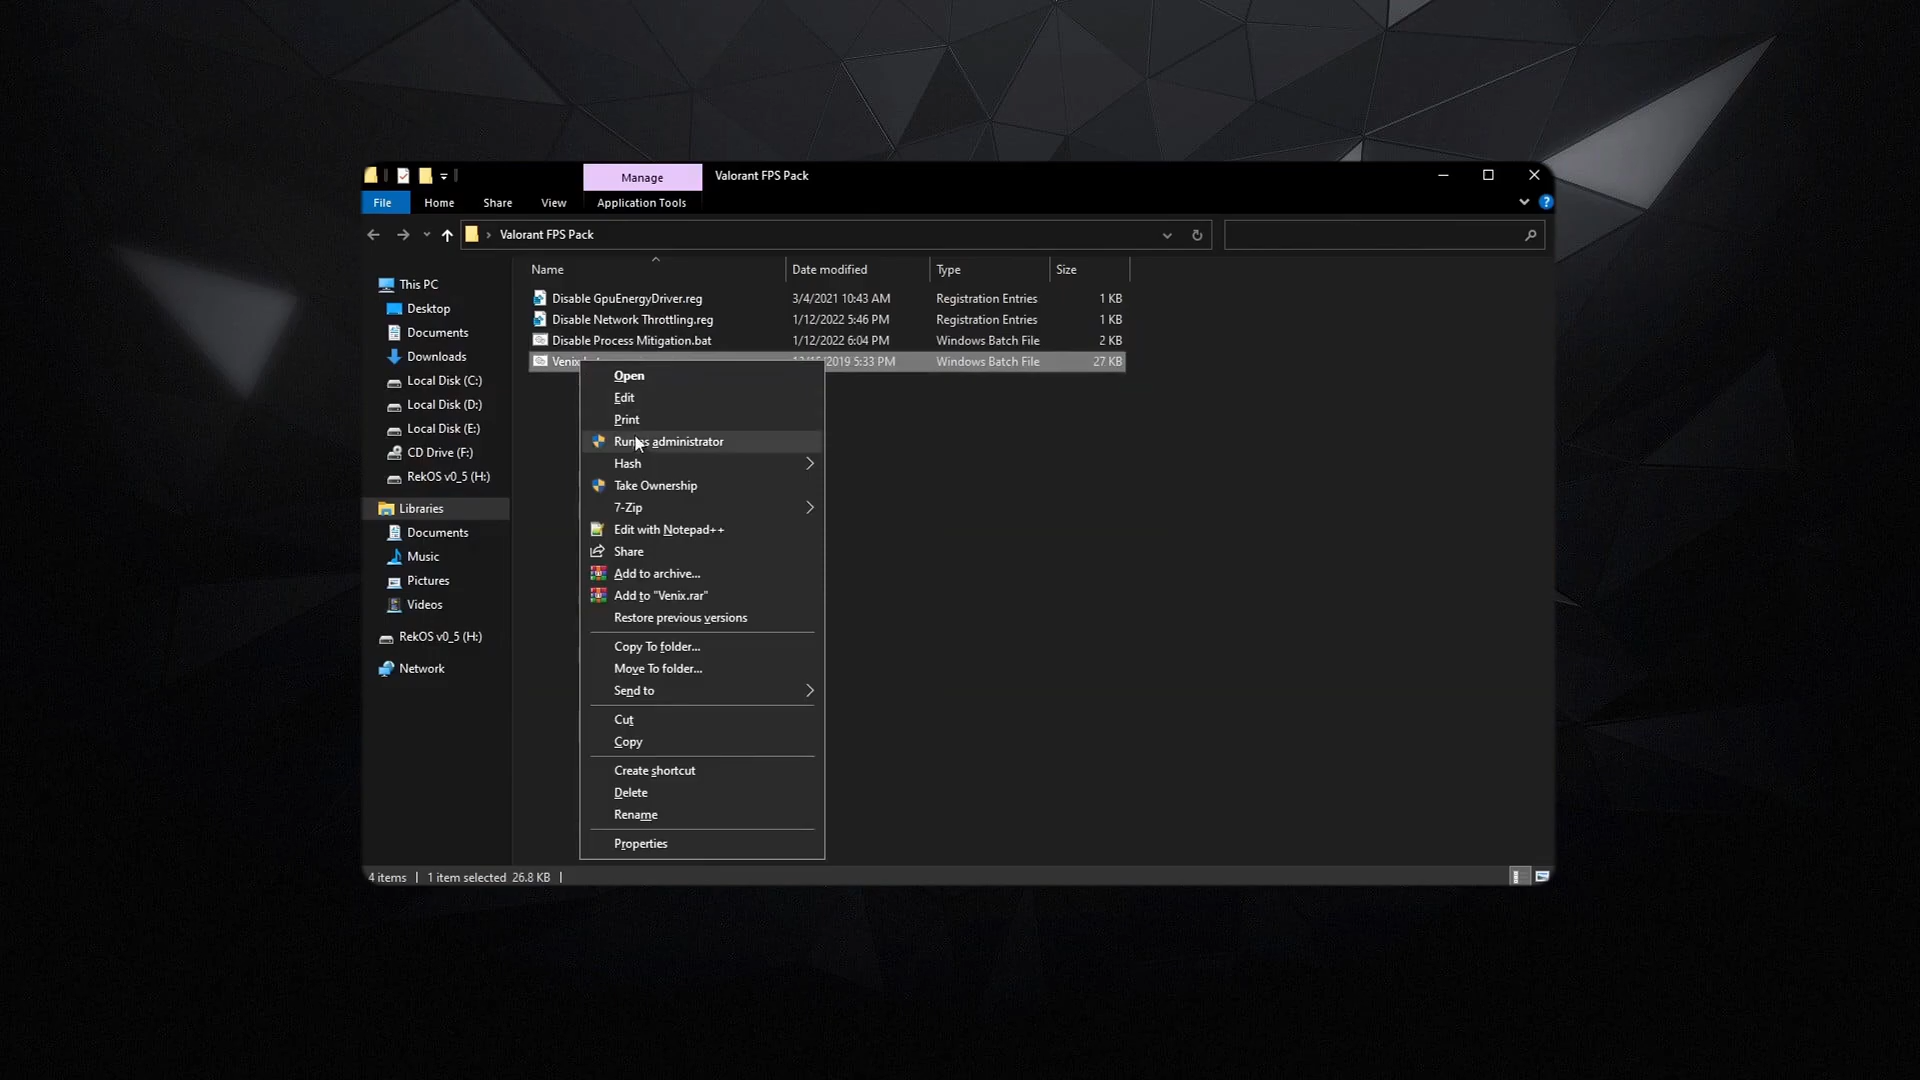 Manage
Valorant FPS Pack
File
Home
Share
View
Application Tools
Valorant FPS Pack
Name
Date modified
Type
Size
This PC
Desktop
Documents
Downloads
Local Disk (C:)
Local Disk (D:)
Local Disk (E:)
CD Drive (F:)
RekOS v0_5 (H:)
Libraries
Documents
Music
Pictures
Videos
RekOS v0_5 (H:)
Network
Disable GpuEnergyDriver.reg 3/4/2021 10:43 AM Registration Entries 1 KB
Disable Network Throttling.reg 1/12/2022 5:46 PM Registration Entries 1 KB
Disable Process Mitigation.bat 1/12/2022 6:04 PM Windows Batch File 2 KB
Venix 5:33 PM Windows Batch File 27 KB
Open
Edit
Print
Run as administrator
Hash
Take Ownership
7-Zip
Edit with Notepad++
Share
Add to archive...
Add to "Venix.rar"
Restore previous versions
Copy To folder...
Move To folder...
Send to
Cut
Copy
Create shortcut
Delete
Rename
Properties
4 items
1 item selected 26.8 KB